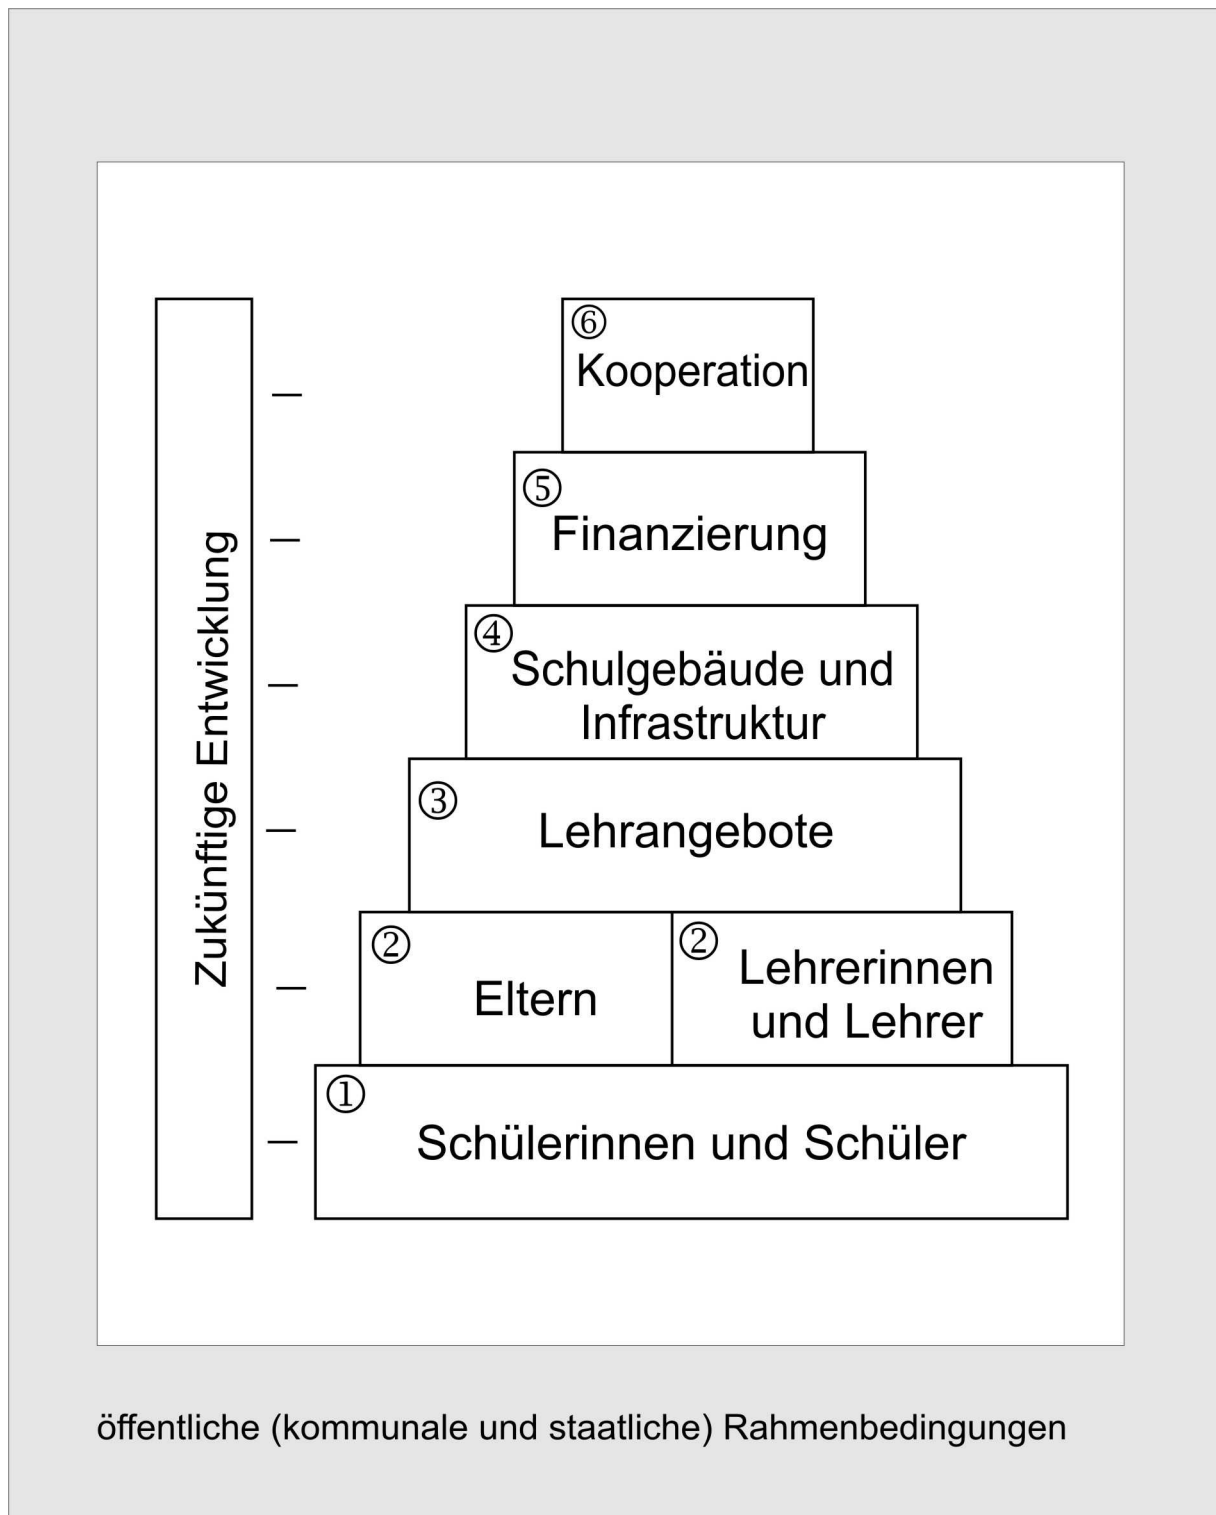 ⑥
Kooperation
⑤
Finanzierung
④
Schulgebäude und
Infrastruktur
③
Lehrangebote
②
Eltern
②
Lehrerinnen
und Lehrer
①
Schülerinnen und Schüler
Zukünftige Entwicklung
öffentliche (kommunale und staatliche) Rahmenbedingungen